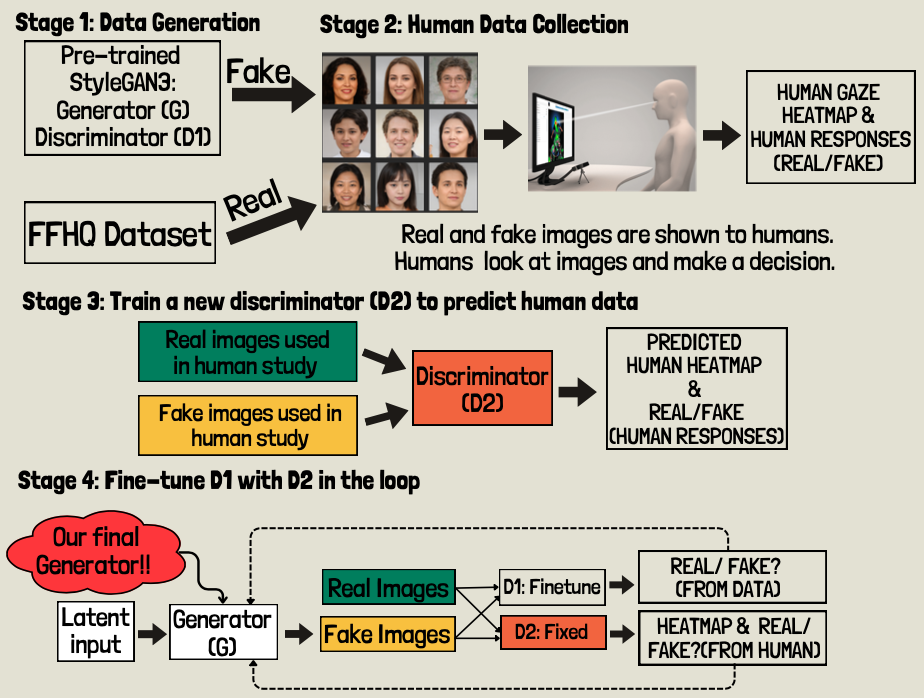 Stage 1: Data Generation
Stage 2: Human Data Collection
Pre-trained
StyleGAN3:
Generator (G)
Discriminator (D1)
Fake
HUMAN GAZE
HEATMAP &
HUMAN RESPONSES
(REAL/FAKE)
FFHQ Dataset
Real
Real and fake images are shown to humans.
Humans look at images and make a decision.
Stage 3: Train a new discriminator (D2) to predict human data
Real images used
in human study
Fake images used in
human study
Discriminator
(D2)
PREDICTED
HUMAN HEATMAP
&
REAL/FAKE
(HUMAN RESPONSES)
Stage 4: Fine-tune D1 with D2 in the loop
Our final
Generator!!
Latent
input
Generator
(G)
Real Images
Fake Images
D1: Finetune
D2: Fixed
REAL/ FAKE?
(FROM DATA)
HEATMAP & REAL/
FAKE?(FROM HUMAN)